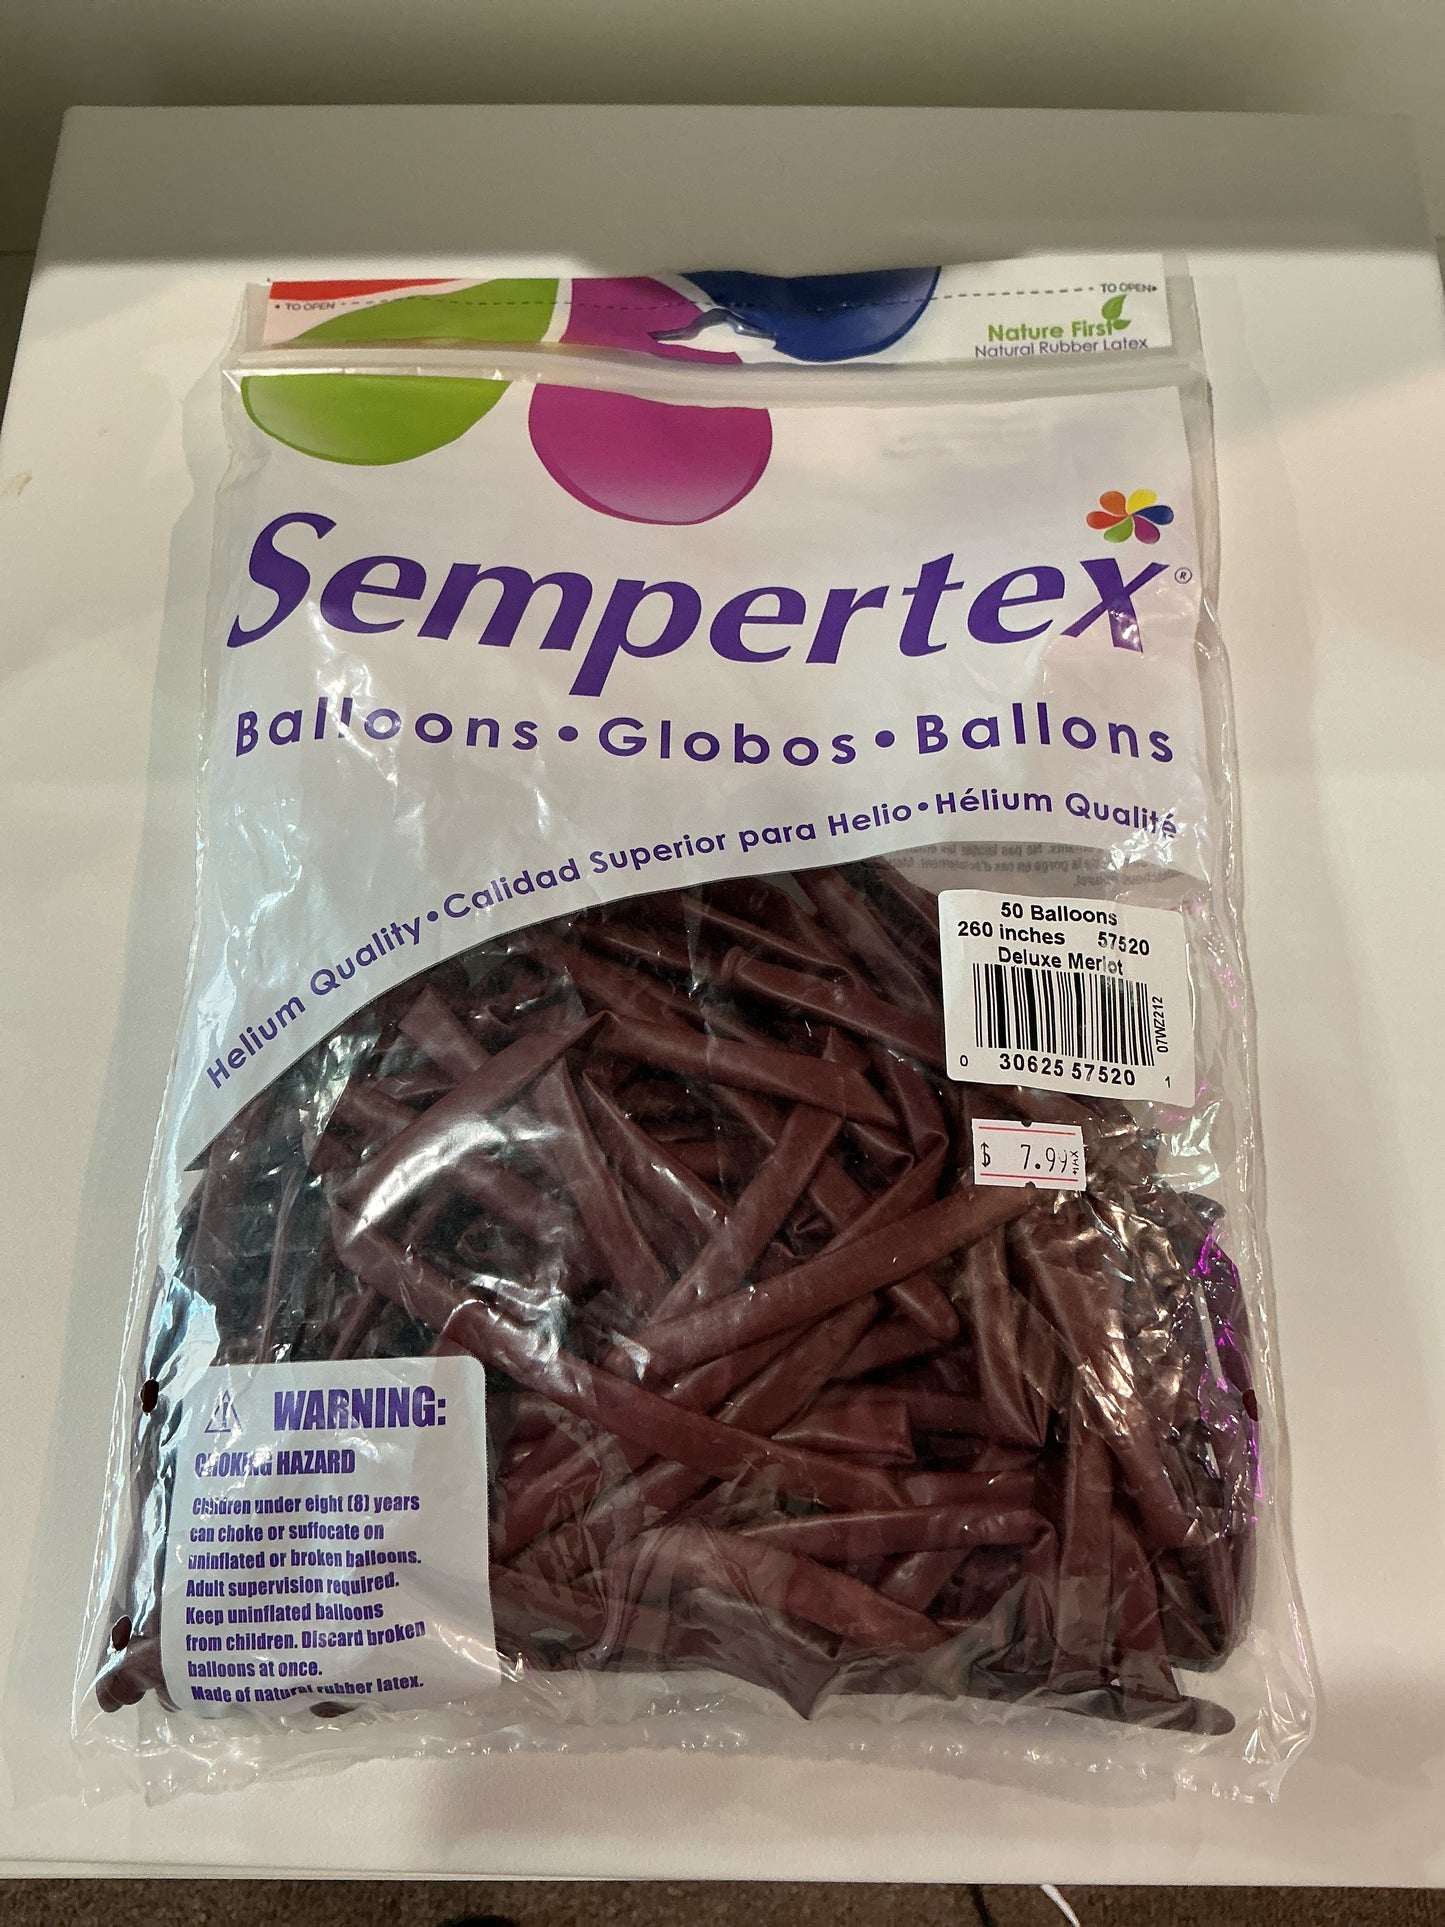 TO OPEN
TO OPEN
Nature First
Natural Rubber Latex
Sempertex®
Balloons • Globos • Ballons
Helium Quality • Calidad Superior para Helio • Hélium Qualité
50 Balloons
260 inches 57520
Deluxe Merlot
07WZ212
0 30625 57520 1
$ 7.99 +TAX
WARNING:
CHOKING HAZARD
Children under eight (8) years
can choke or suffocate on
uninflated or broken balloons.
Adult supervision required.
Keep uninflated balloons
from children. Discard broken
balloons at once.
Made of natural rubber latex.